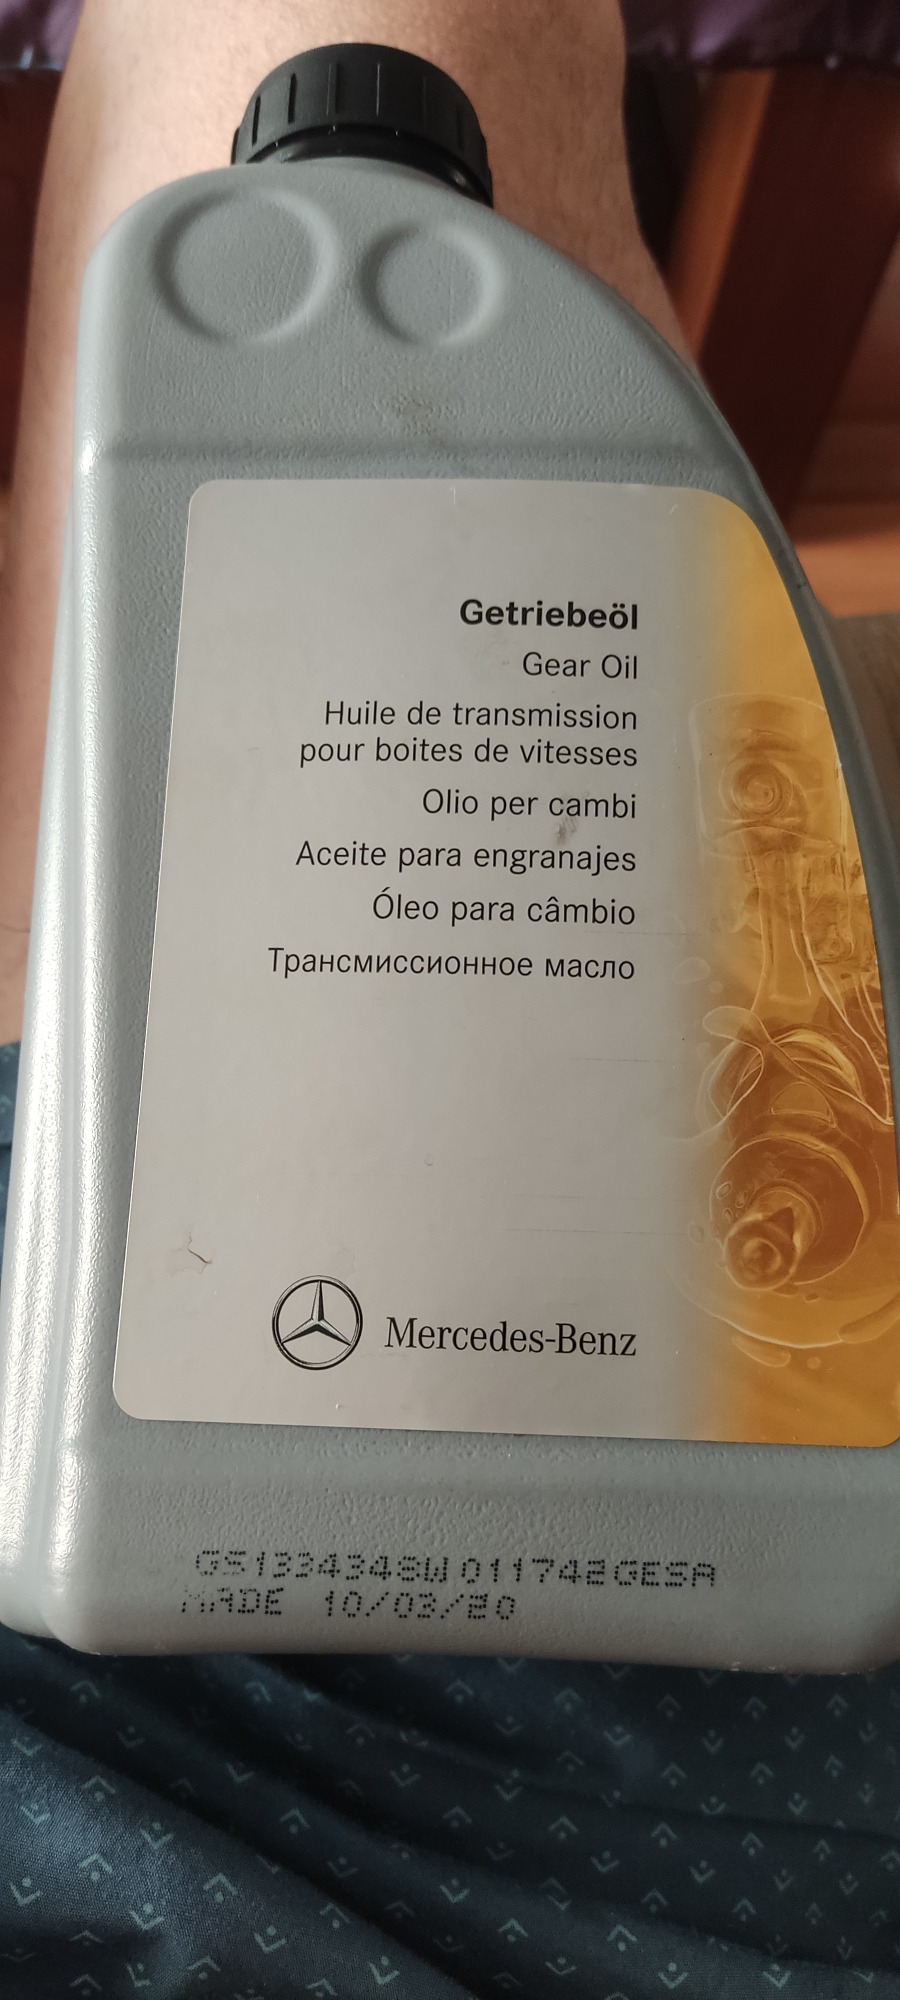 Getriebeöl
Gear Oil
Huile de transmission
pour boites de vitesses
Olio per cambi
Aceite para engranajes
Óleo para câmbio
Трансмиссионное масло
Mercedes-Benz
GS1334348W 011742GESA
MADE 10/03/20